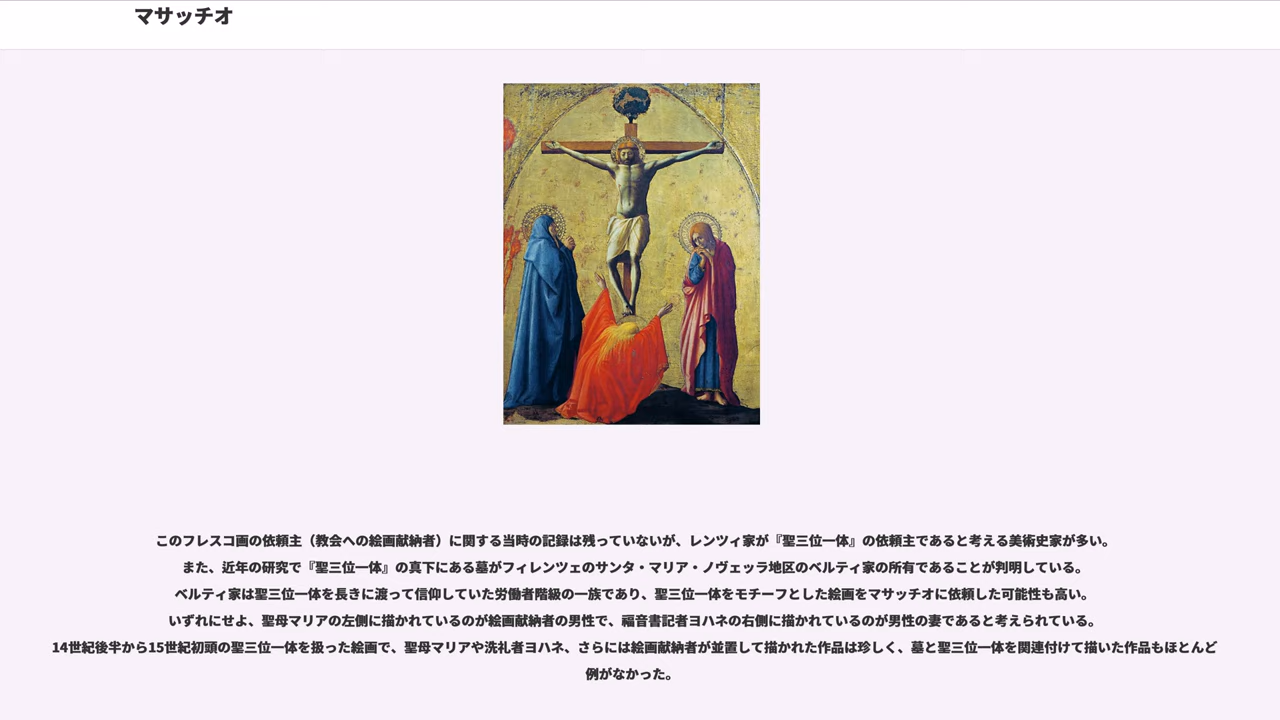 マサッチオ
このフレスコ画の依頼主（教会への絵画献納者）に関する当時の記録は残っていないが、レンツィ家が『聖三位一体』の依頼主であると考える美術史家が多い。
また、近年の研究で『聖三位一体』の真下にある墓がフィレンツェのサンタ・マリア・ノヴェッラ地区のベルティ家の所有であることが判明している。
ベルティ家は聖三位一体を長きに渡って信仰していた労働者階級の一族であり、聖三位一体をモチーフとした絵画をマサッチオに依頼した可能性も高い。
いずれにせよ、聖母マリアの左側に描かれているのが絵画献納者の男性で、福音書記者ヨハネの右側に描かれているのが男性の妻であると考えられている。
14世紀後半から15世紀初頭の聖三位一体を扱った絵画で、聖母マリアや洗礼者ヨハネ、さらには絵画献納者が並置して描かれた作品は珍しく、墓と聖三位一体を関連付けて描いた作品もほとんど
例がなかった。